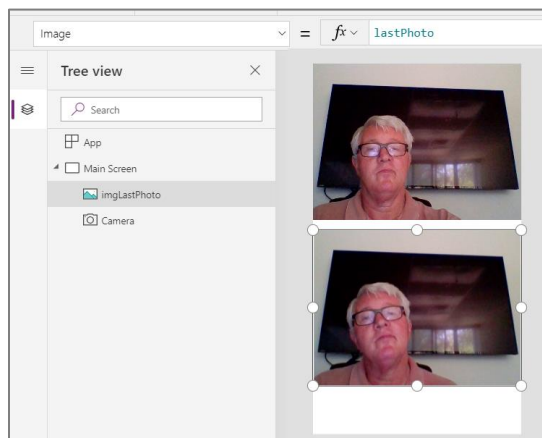 Image
= fx lastPhoto
Tree view
Search
App
Main Screen
imgLastPhoto
Camera